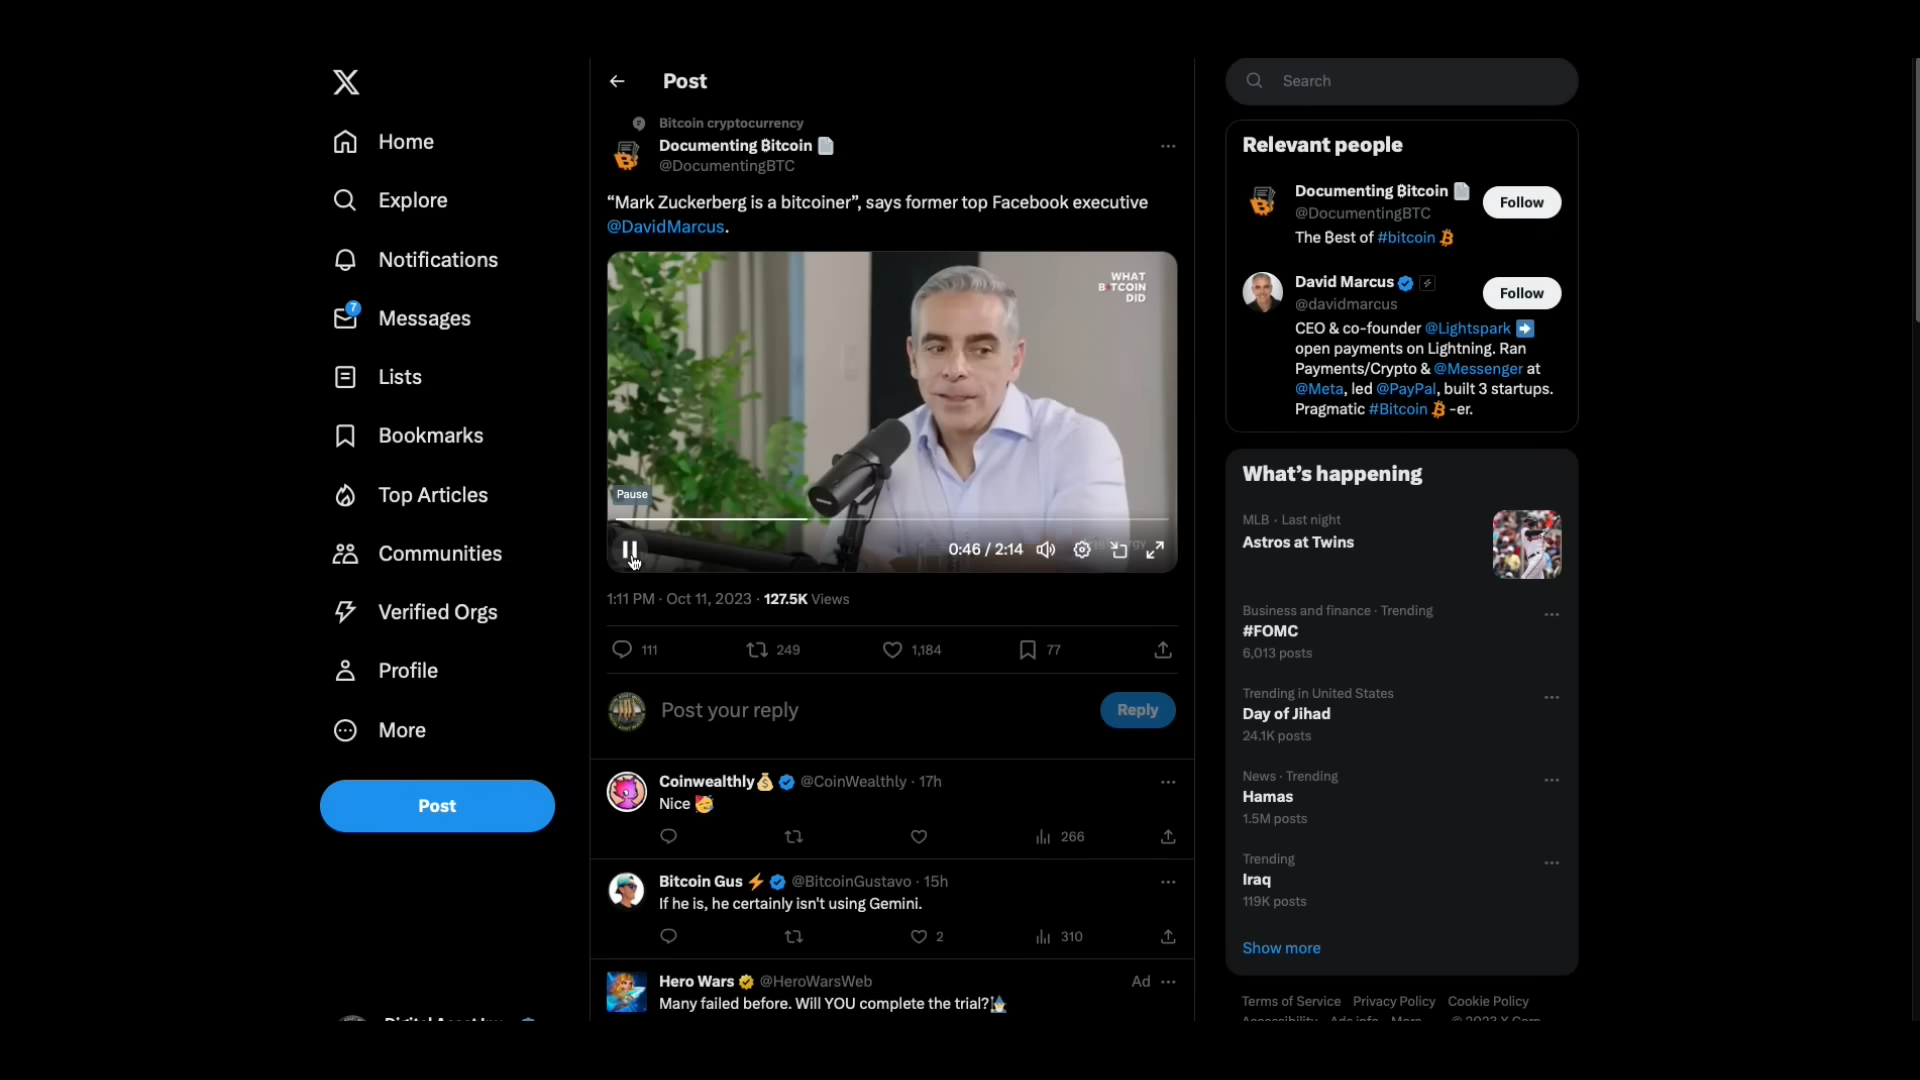 Home
Explore
Notifications
7
Messages
Lists
Bookmarks
Top Articles
Communities
Verified Orgs
Profile
More
Post
Post
Bitcoin cryptocurrency
Documenting ₿itcoin
@DocumentingBTC
“Mark Zuckerberg is a bitcoiner”, says former top Facebook executive
@DavidMarcus.
WHAT
BITCOIN
DID
Pause
0:46 / 2:14
1:11 PM · Oct 11, 2023 · 127.5K Views
111 249 1,184 77
Post your reply
Reply
Coinwealthly @CoinWealthly · 17h
Nice
266
Bitcoin Gus @BitcoinGustavo · 15h
If he is, he certainly isn't using Gemini.
2 310
Hero Wars @HeroWarsWeb
Ad
Many failed before. Will YOU complete the trial?
Search
Relevant people
Documenting ₿itcoin
@DocumentingBTC
Follow
The Best of #bitcoin
David Marcus
@davidmarcus
Follow
CEO & co-founder @Lightspark
open payments on Lightning. Ran
Payments/Crypto & @Messenger at
@Meta, led @PayPal, built 3 startups.
Pragmatic #Bitcoin -er.
What’s happening
MLB · Last night
Astros at Twins
Business and finance · Trending
#FOMC
6,013 posts
Trending in United States
Day of Jihad
24.1K posts
News · Trending
Hamas
1.5M posts
Trending
Iraq
119K posts
Show more
Terms of Service Privacy Policy Cookie Policy
Accessibility Ads info More © 2023 X Corp.